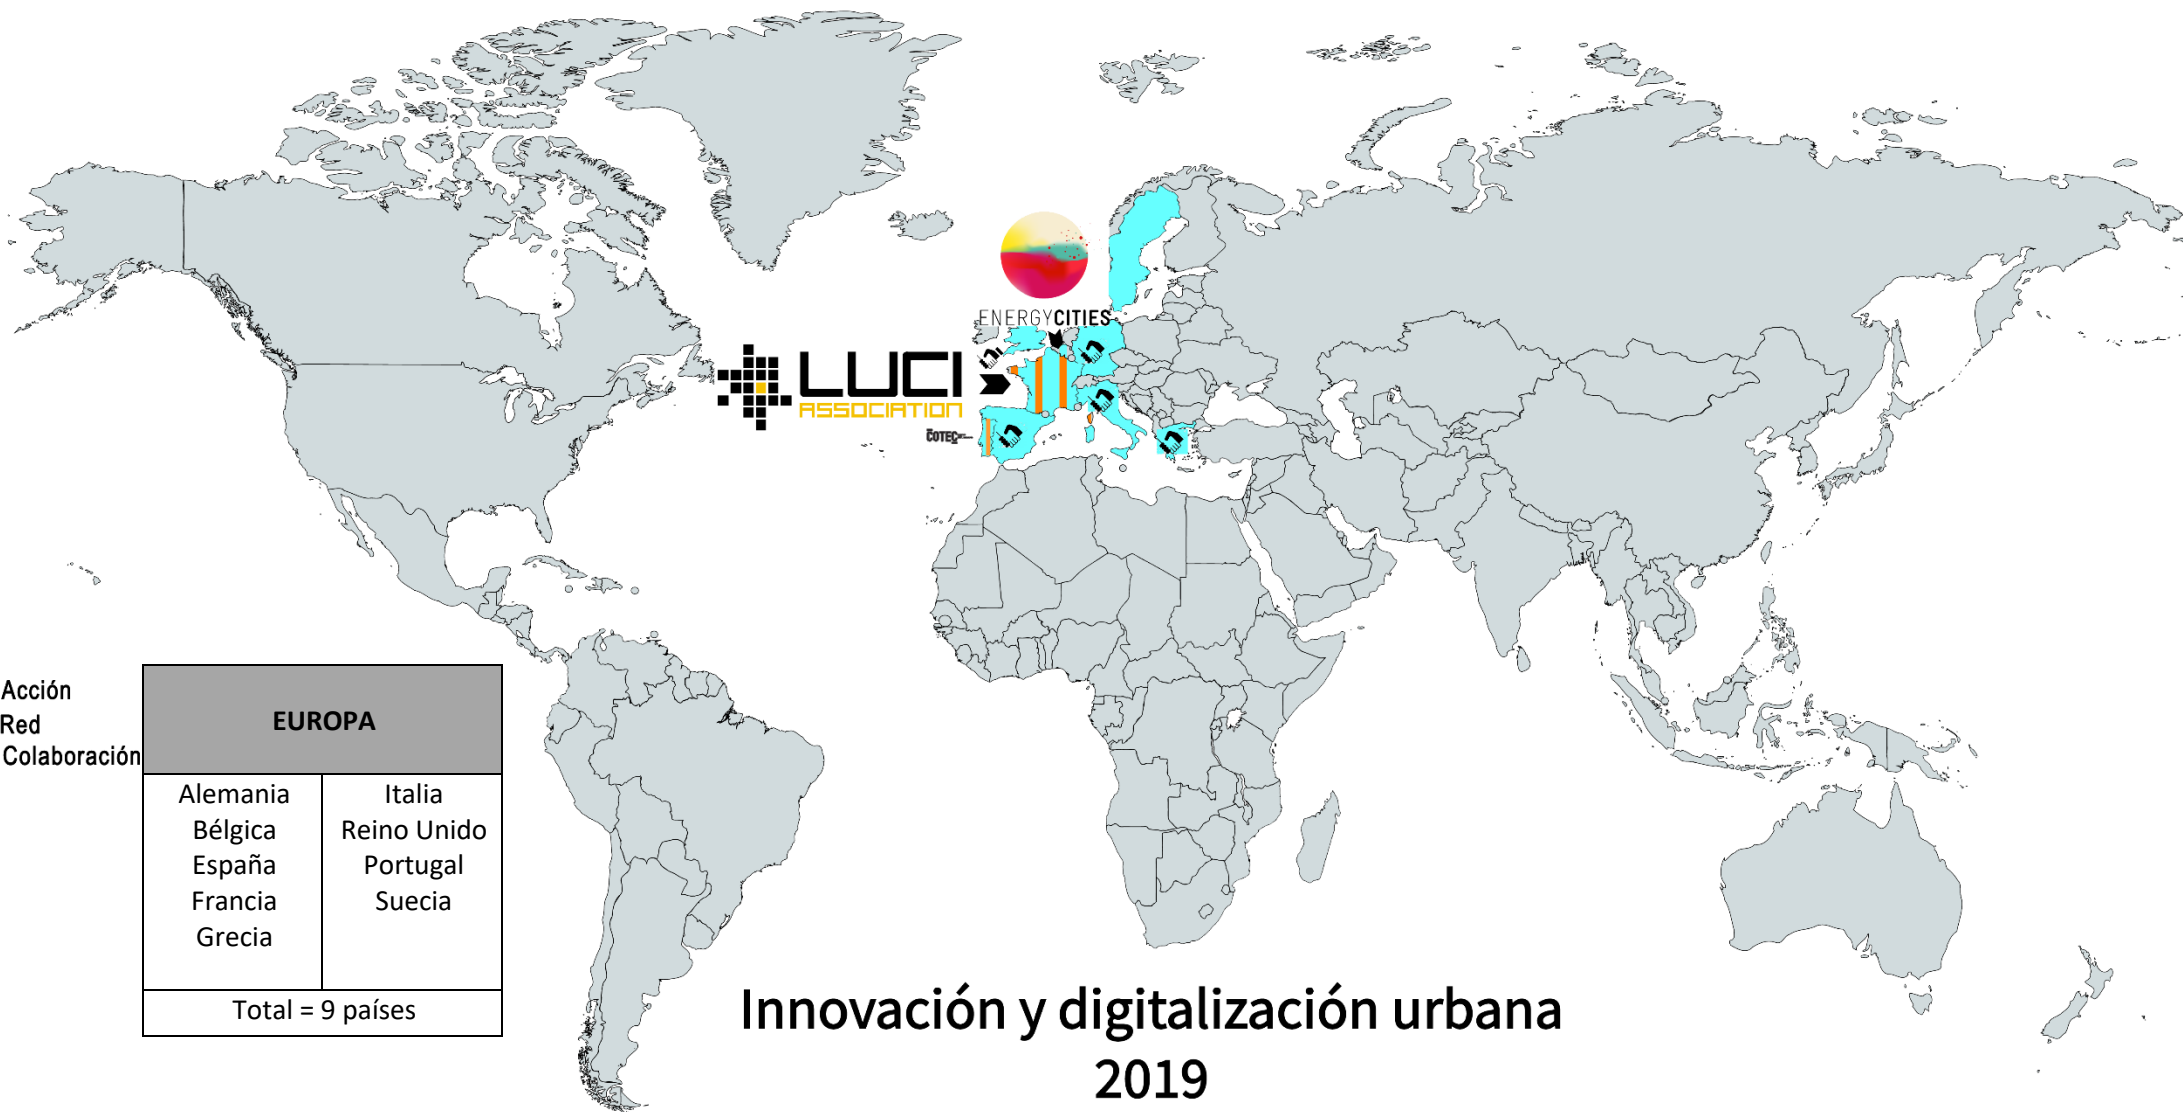 ENERGYCITIES
LUCI
ASSOCIATION
COTEC
Acción
Red
Colaboración
EUROPA
Alemania
Bélgica
España
Francia
Grecia
Italia
Reino Unido
Portugal
Suecia
Total = 9 países
Innovación y digitalización urbana
2019